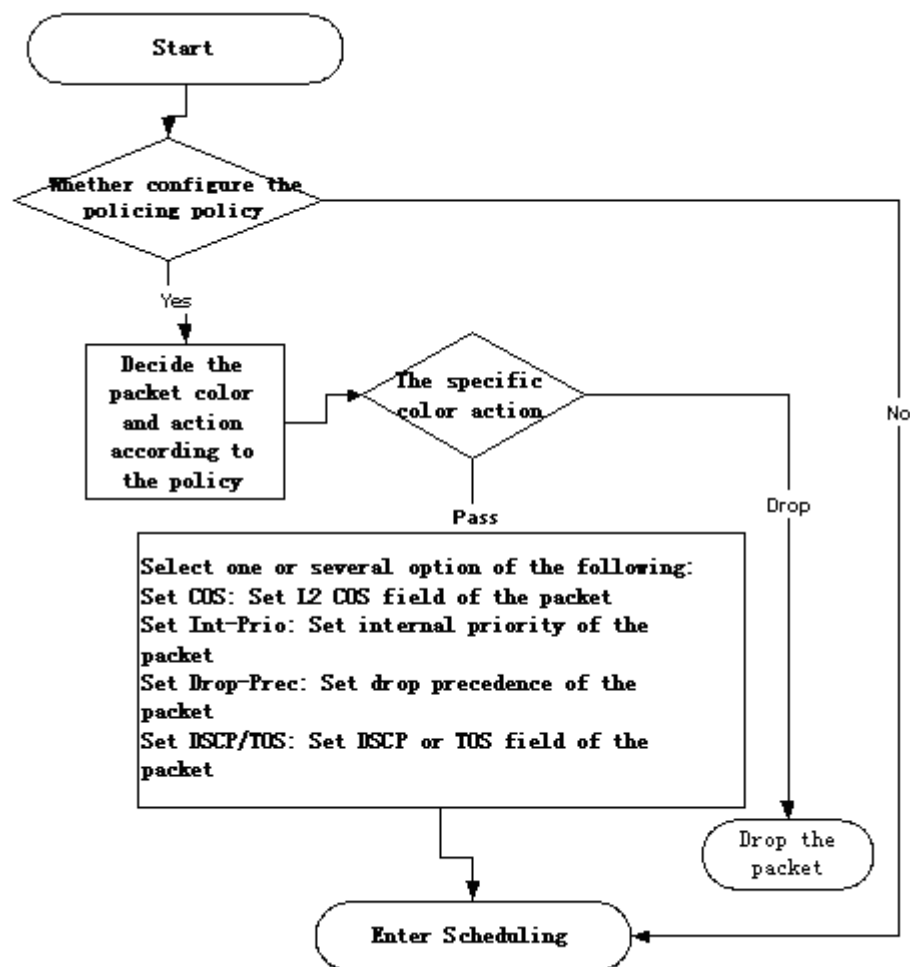 Start
Whether configure the
policing policy
Yes
Decide the
packet color
and action
according to
the policy
The specific
color action
No
Drop
Pass
Select one or several option of the following:
Set COS: Set L2 COS field of the packet
Set Int-Prio: Set internal priority of the
packet
Set Drop-Prec: Set drop precedence of the
packet
Set DSCP/TOS: Set DSCP or TOS field of the
packet
Drop the
packet
Enter Scheduling